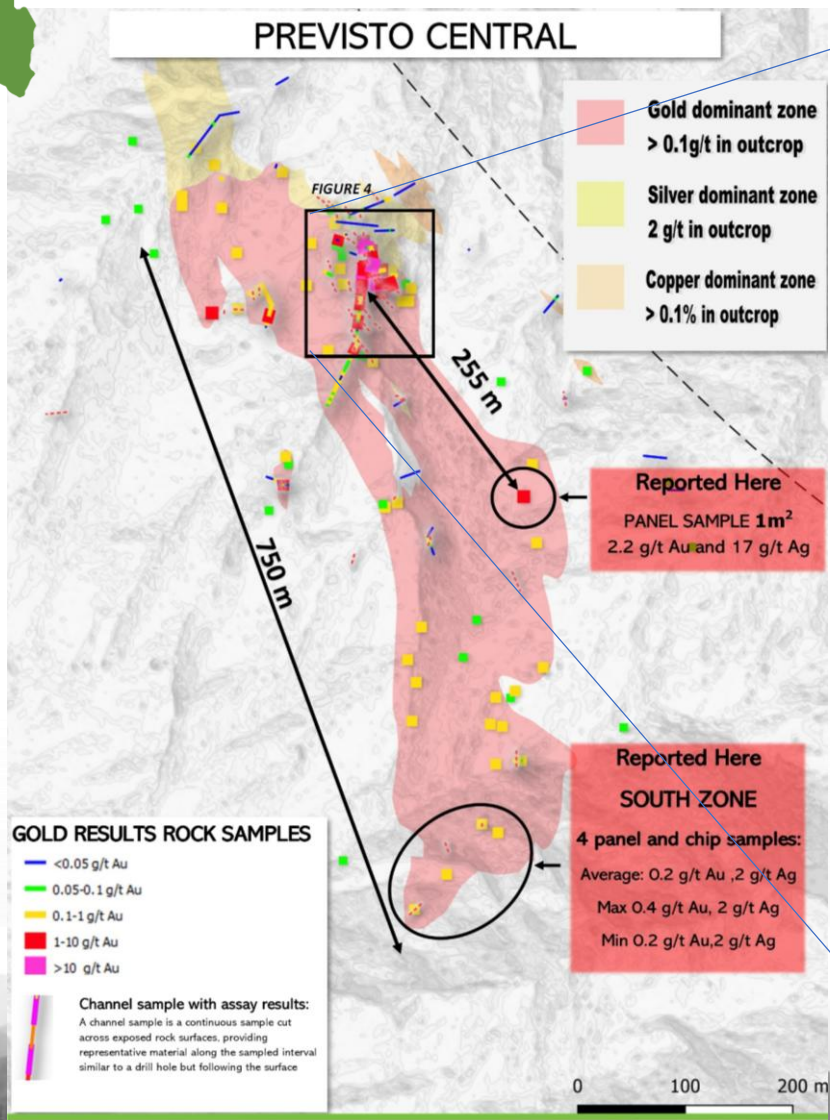 PREVISTO CENTRAL
Gold dominant zone
> 0.1g/t in outcrop
Silver dominant zone
2 g/t in outcrop
Copper dominant zone
> 0.1% in outcrop
FIGURE 4
255 m
750 m
Reported Here
PANEL SAMPLE 1m²
2.2 g/t Au and 17 g/t Ag
Reported Here
SOUTH ZONE
4 panel and chip samples:
Average: 0.2 g/t Au ,2 g/t Ag
Max 0.4 g/t Au, 2 g/t Ag
Min 0.2 g/t Au,2 g/t Ag
GOLD RESULTS ROCK SAMPLES
<0.05 g/t Au
0.05-0.1 g/t Au
0.1-1 g/t Au
1-10 g/t Au
>10 g/t Au
Channel sample with assay results:
A channel sample is a continuous sample cut
across exposed rock surfaces, providing
representative material along the sampled interval
similar to a drill hole but following the surface
0 100 200 m